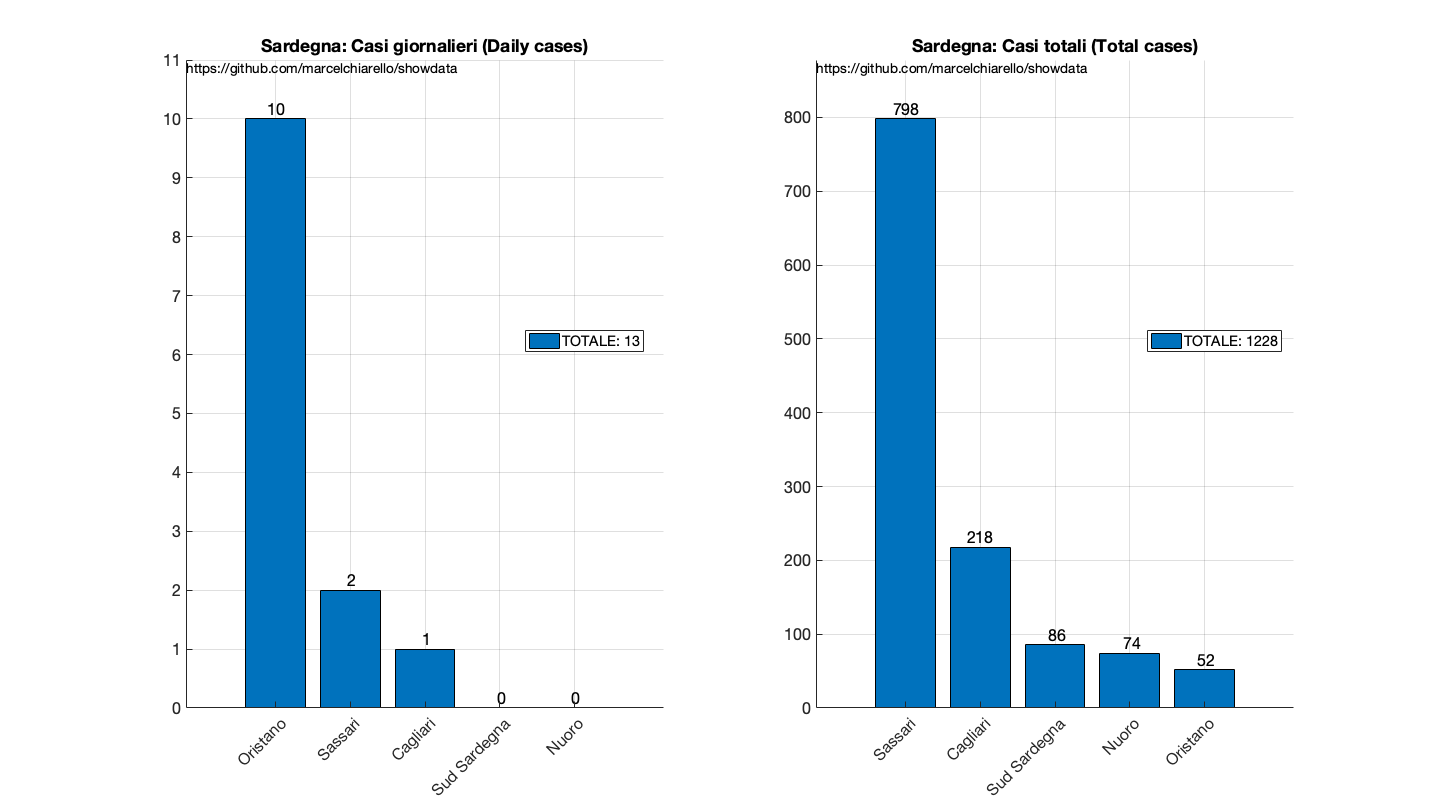 Sardegna: Casi giornalieri (Daily cases)
https://github.com/marcelchiarello/showdata
11
10
9
8
7
6
5
4
3
2
1
0
10
2
1
0
0
TOTALE: 13
Oristano
Sassari
Cagliari
Sud Sardegna
Nuoro
Sardegna: Casi totali (Total cases)
https://github.com/marcelchiarello/showdata
800
700
600
500
400
300
200
100
0
798
218
86
74
52
TOTALE: 1228
Sassari
Cagliari
Sud Sardegna
Nuoro
Oristano